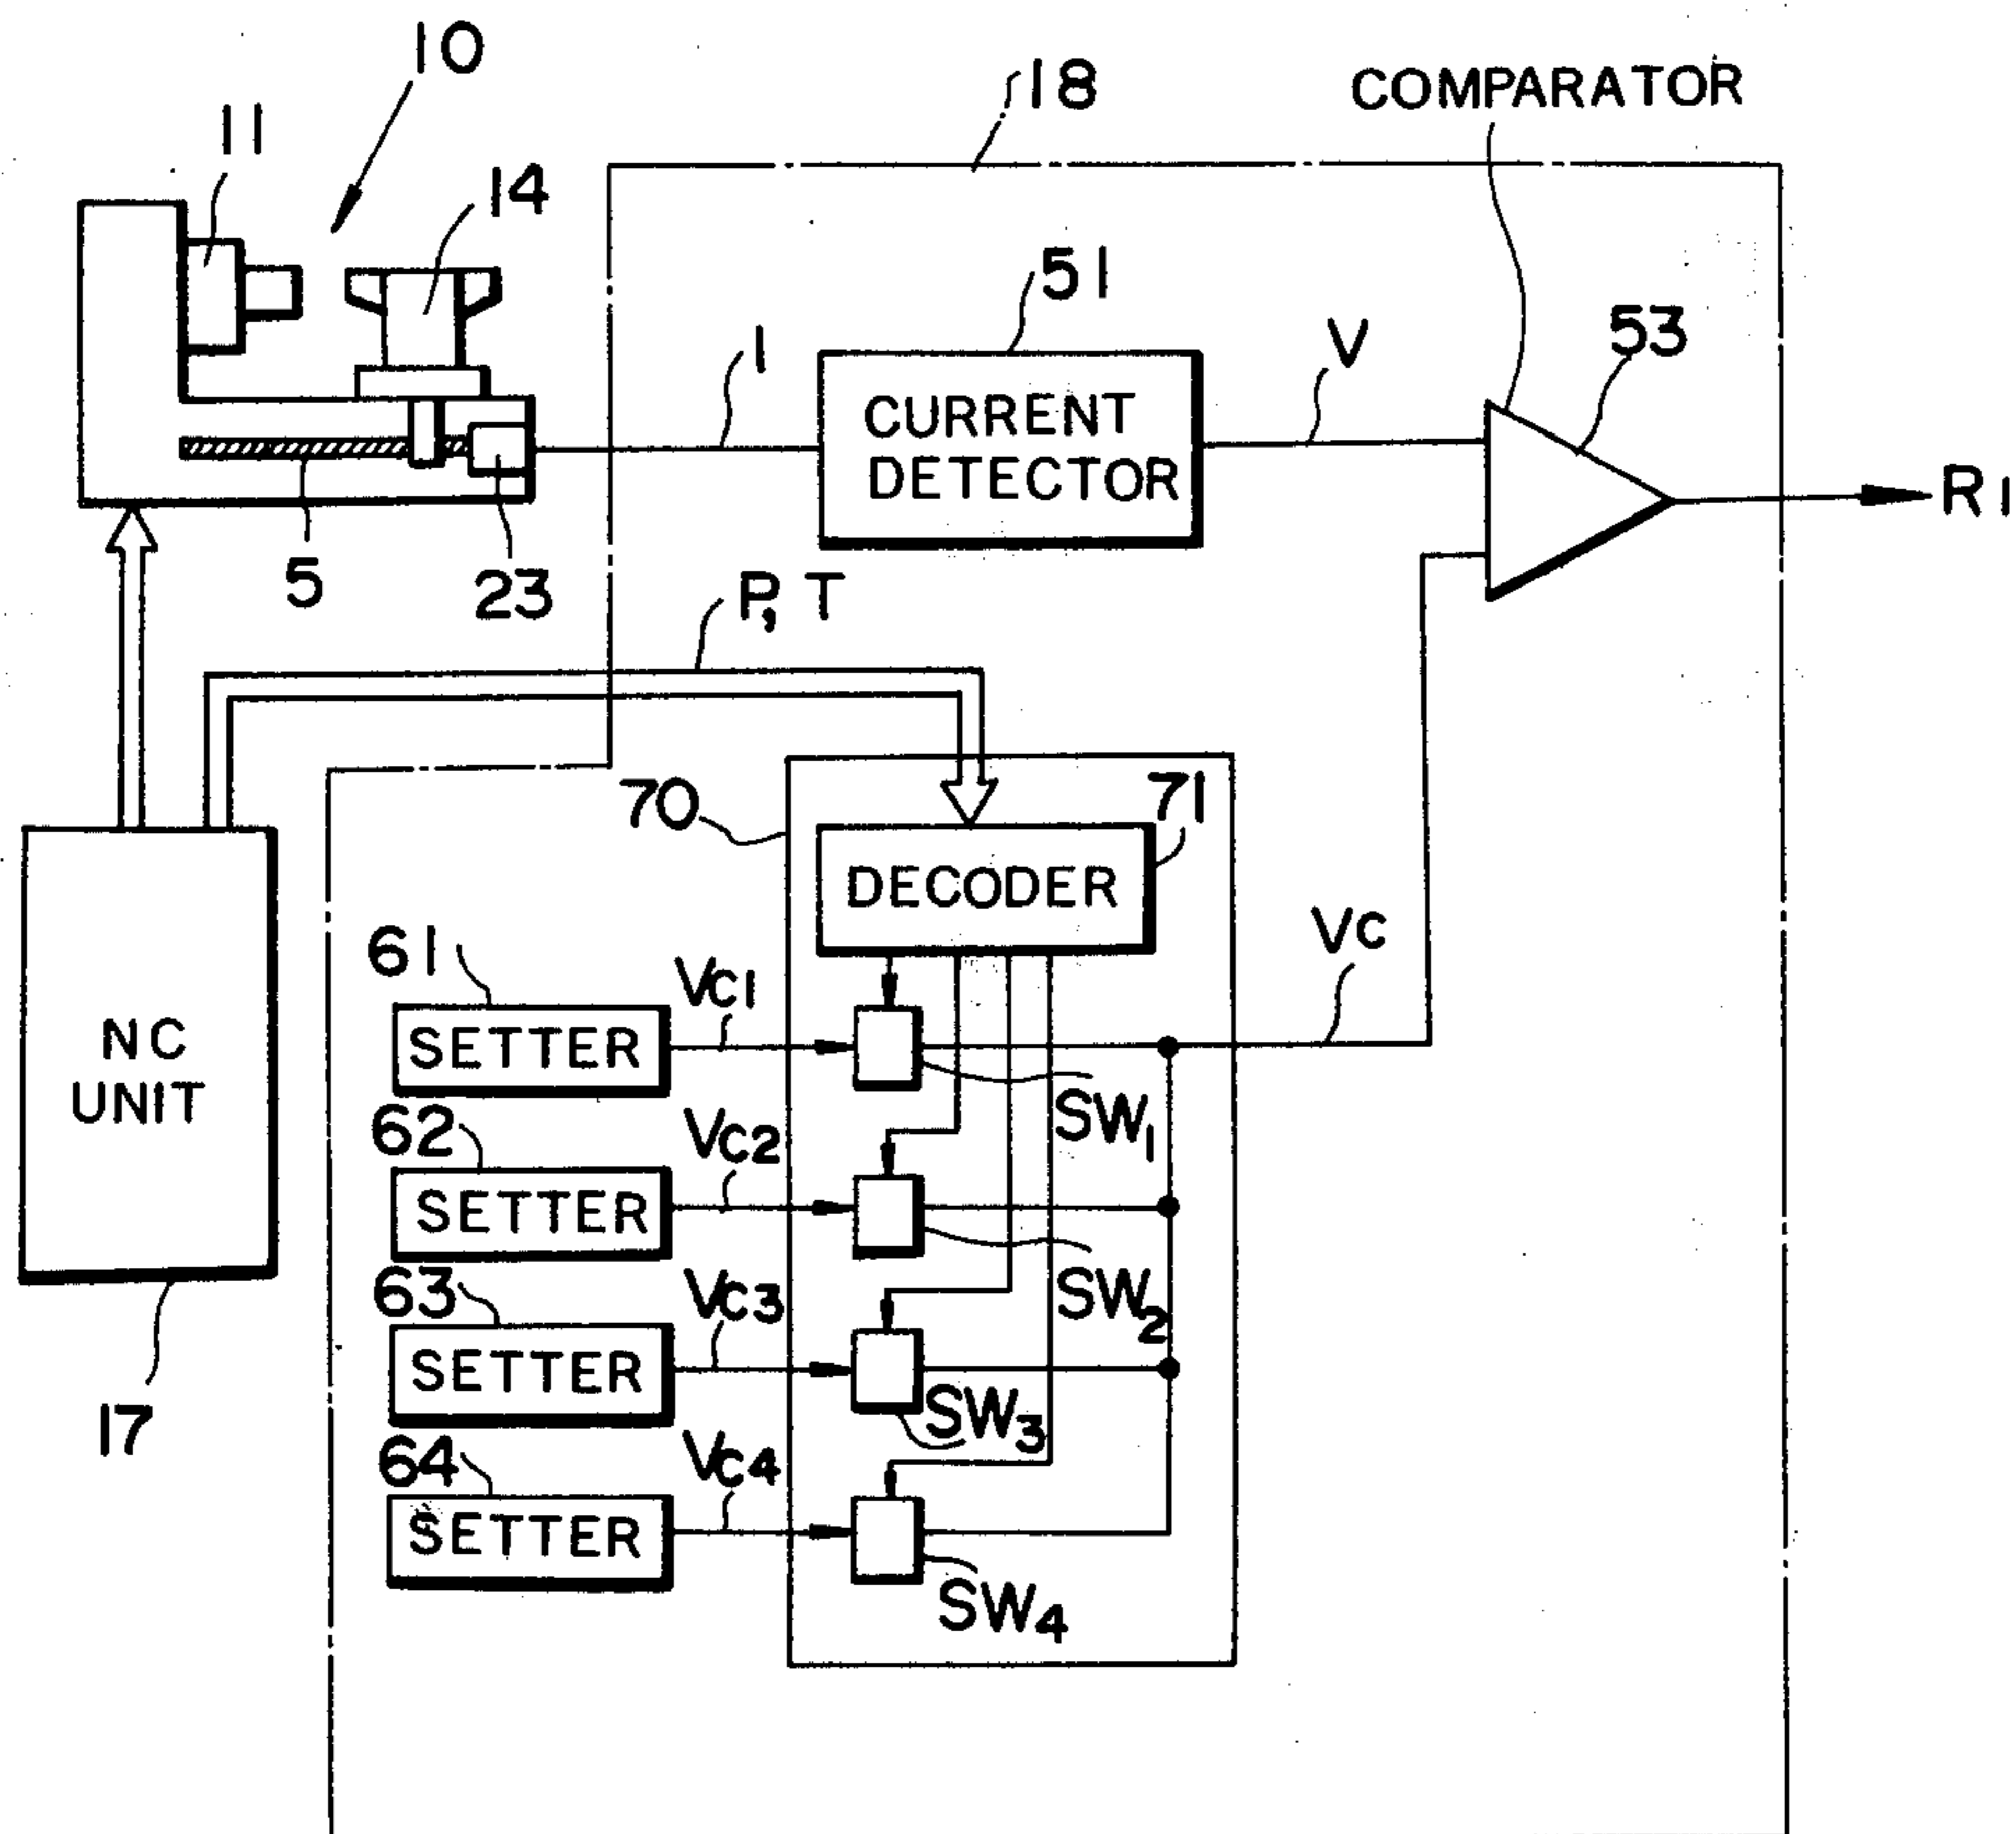 10
18
COMPARATOR
11
14
51
53
I
V
CURRENT
DETECTOR
R1
5
23
P, T
70
71
DECODER
61
Vc1
Vc
SETTER
NC
UNIT
SW1
62
Vc2
SETTER
63
Vc3
SW2
SETTER
SW3
17
64
Vc4
SETTER
SW4